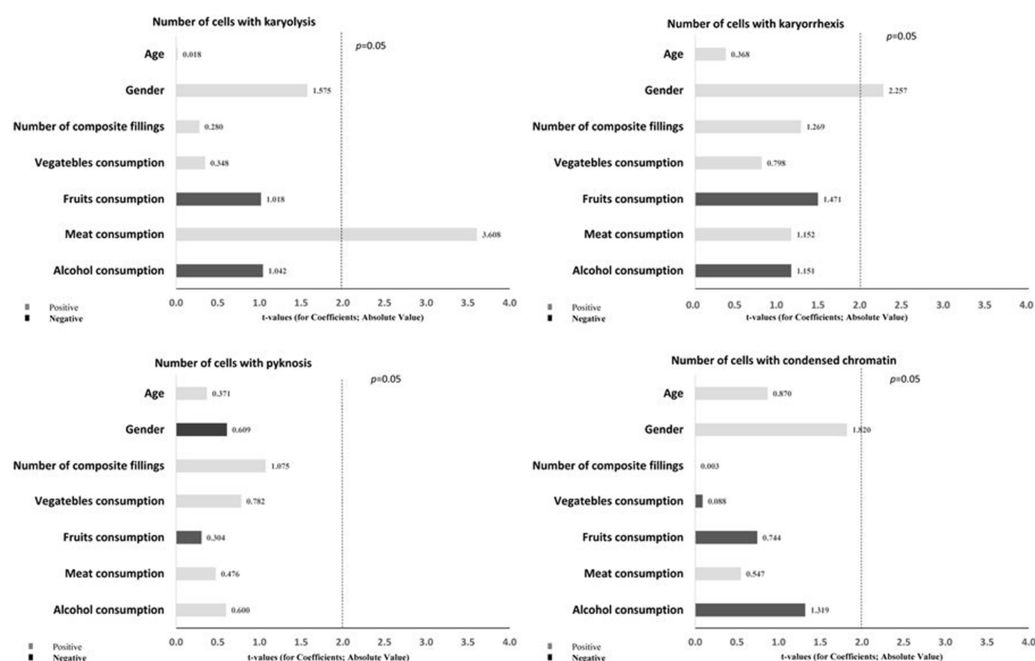 Number of cells with karyolysis
p=0.05
Age
0.018
Gender
1.575
Number of composite fillings
0.280
Vegatebles consumption
0.348
Fruits consumption
1.018
Meat consumption
3.608
Alcohol consumption
1.042
0.0 0.5 1.0 1.5 2.0 2.5 3.0 3.5 4.0
Positive
Negative
t-values (for Coefficients; Absolute Value)
Number of cells with karyorrhexis
p=0.05
Age
0.368
Gender
2.257
Number of composite fillings
1.269
Vegatebles consumption
0.798
Fruits consumption
1.471
Meat consumption
1.152
Alcohol consumption
1.151
0.0 0.5 1.0 1.5 2.0 2.5 3.0 3.5 4.0
Positive
Negative
t-values (for Coefficients; Absolute Value)
Number of cells with pyknosis
p=0.05
Age
0.371
Gender
0.609
Number of composite fillings
1.075
Vegatebles consumption
0.782
Fruits consumption
0.304
Meat consumption
0.476
Alcohol consumption
0.600
0.0 0.5 1.0 1.5 2.0 2.5 3.0 3.5 4.0
Positive
Negative
t-values (for Coefficients; Absolute Value)
Number of cells with condensed chromatin
p=0.05
Age
0.870
Gender
1.820
Number of composite fillings
0.003
Vegatebles consumption
0.088
Fruits consumption
0.744
Meat consumption
0.547
Alcohol consumption
1.319
0.0 0.5 1.0 1.5 2.0 2.5 3.0 3.5 4.0
Positive
Negative
t-values (for Coefficients; Absolute Value)